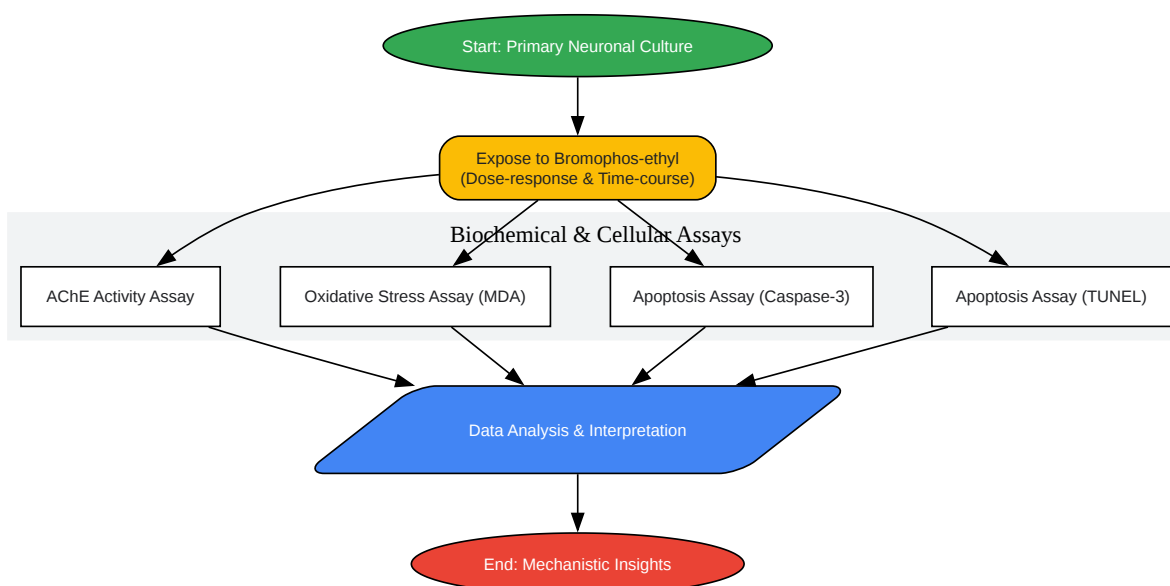 Start: Primary Neuronal Culture
Expose to Bromophos-ethyl
(Dose-response & Time-course)
Biochemical & Cellular Assays
AChE Activity Assay
Oxidative Stress Assay (MDA)
Apoptosis Assay (Caspase-3)
Apoptosis Assay (TUNEL)
Data Analysis & Interpretation
End: Mechanistic Insights